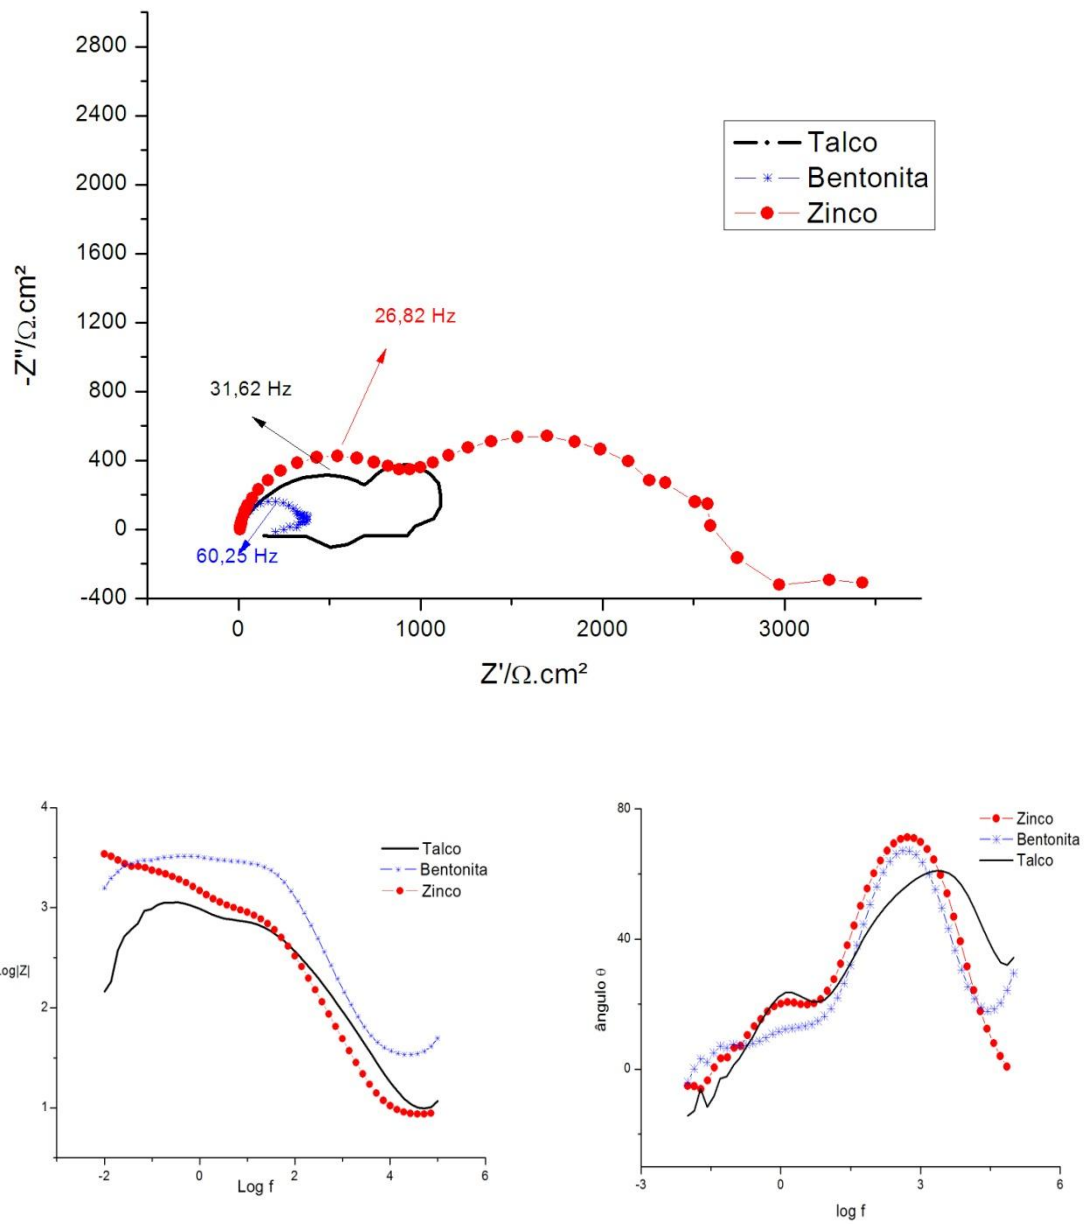 2800
2400
2000
1600
1200
800
400
0
-400
-Z"/Ω.cm²
Talco
Bentonita
Zinco
26,82 Hz
31,62 Hz
60,25 Hz
0
1000
2000
3000
Z'/Ω.cm²
4
3
2
1
Log|Z|
Talco
Bentonita
Zinco
-2
0
2
4
6
Log f
80
40
0
ângulo θ
Zinco
Bentonita
Talco
-3
0
3
6
log f